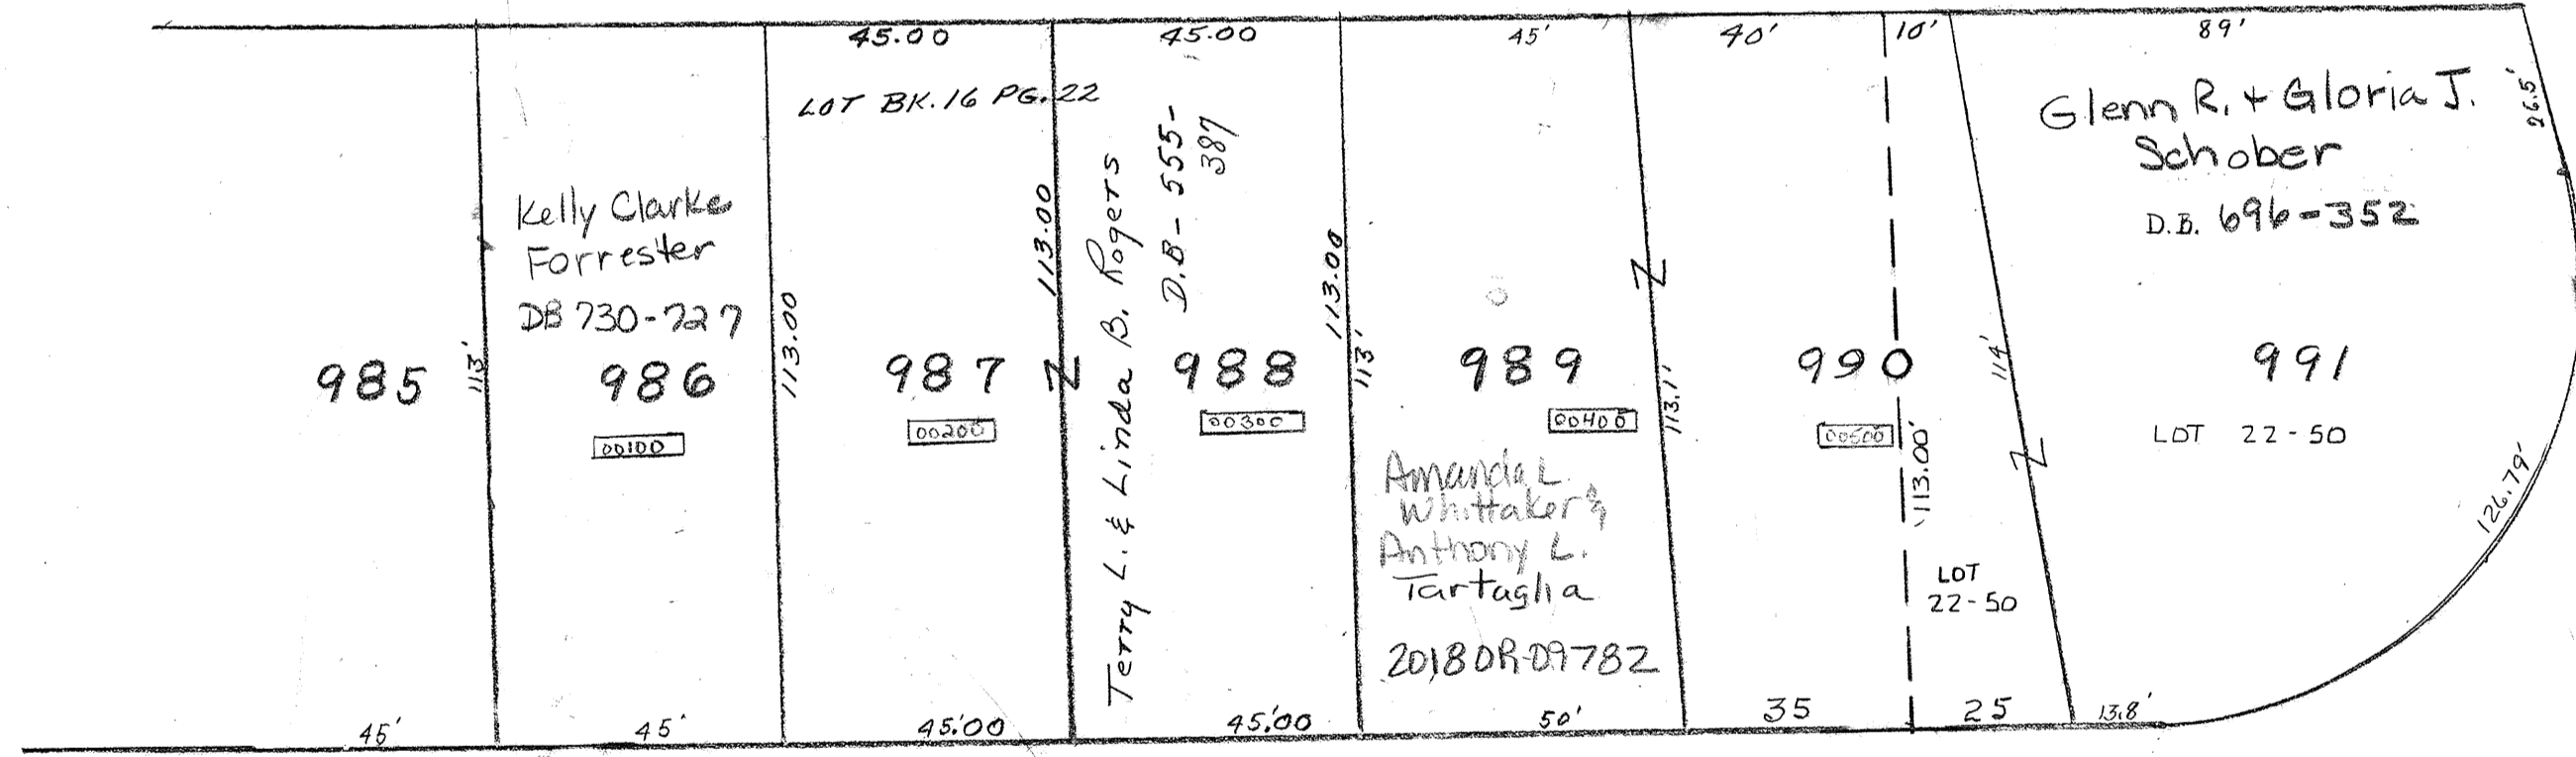 45.00
45.00
45'
40'
10'
89'
LOT BK. 16 PG. 22
Glenn R. + Gloria J.
Schober
D.B. 696-352
26.5'
Kelly Clarke
Forrester
DB 730-727
113.00
Terry L. & Linda B. Rogers
D.B - 555-
387
113.00
113.00
985
113'
986
987
988
113'
989
113.1'
990
114'
991
00100
00200
00300
00400
00500
113.00'
LOT 22-50
126.79'
Amanda L.
Whittaker &
Anthony L.
Tartaglia
2018 OR-09782
LOT
22-50
45'
45'
45.00
45.00
50'
35
25
13.8'